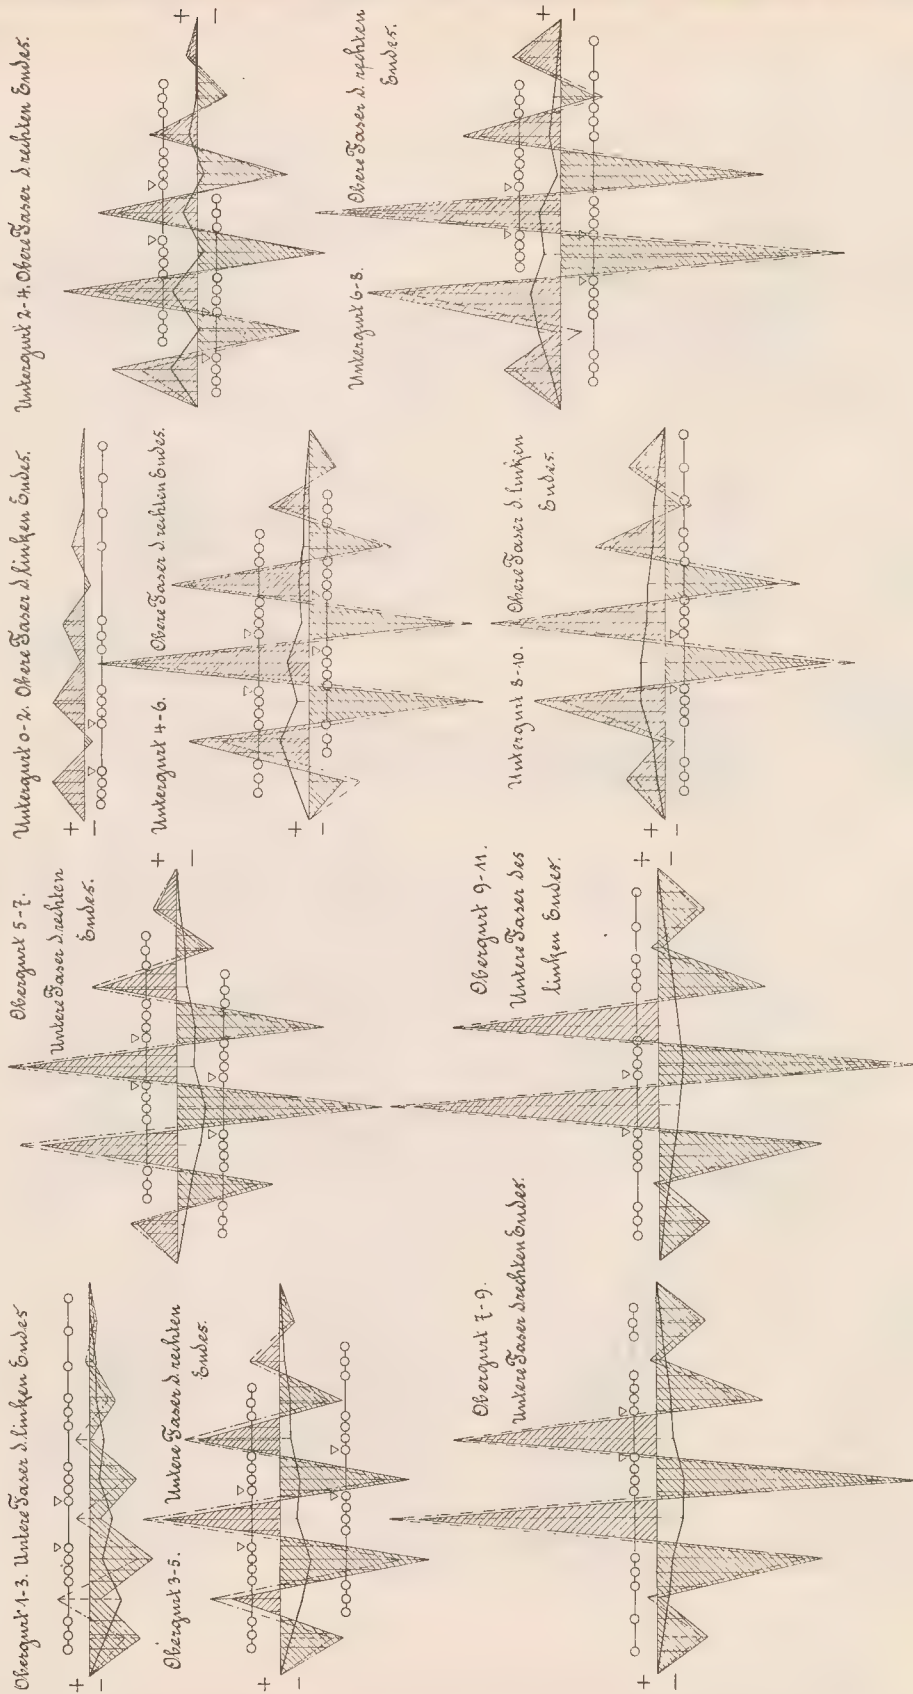 Obergurt 1-3. Untere Faser d. linken Endes
+
−
Obergurt 3-5. Untere Faser d. rechten
Endes.
+
−
Obergurt 5-7.
Untere Faser d. rechten
Endes.
+
−
Obergurt 7-9.
Untere Faser d. rechten Endes.
+
−
Obergurt 9-11.
Untere Faser des
linken Endes.
+
−
Untergurt 0-2. Obere Faser d. linken Endes.
+
−
Untergurt 2-4. Obere Faser d. rechten Endes.
+
−
Untergurt 4-6. Obere Faser d. rechten Endes.
+
−
Untergurt 6-8. Obere Faser d. rechten
Endes.
+
−
Untergurt 8-10. Obere Faser d. linken
Endes.
+
−